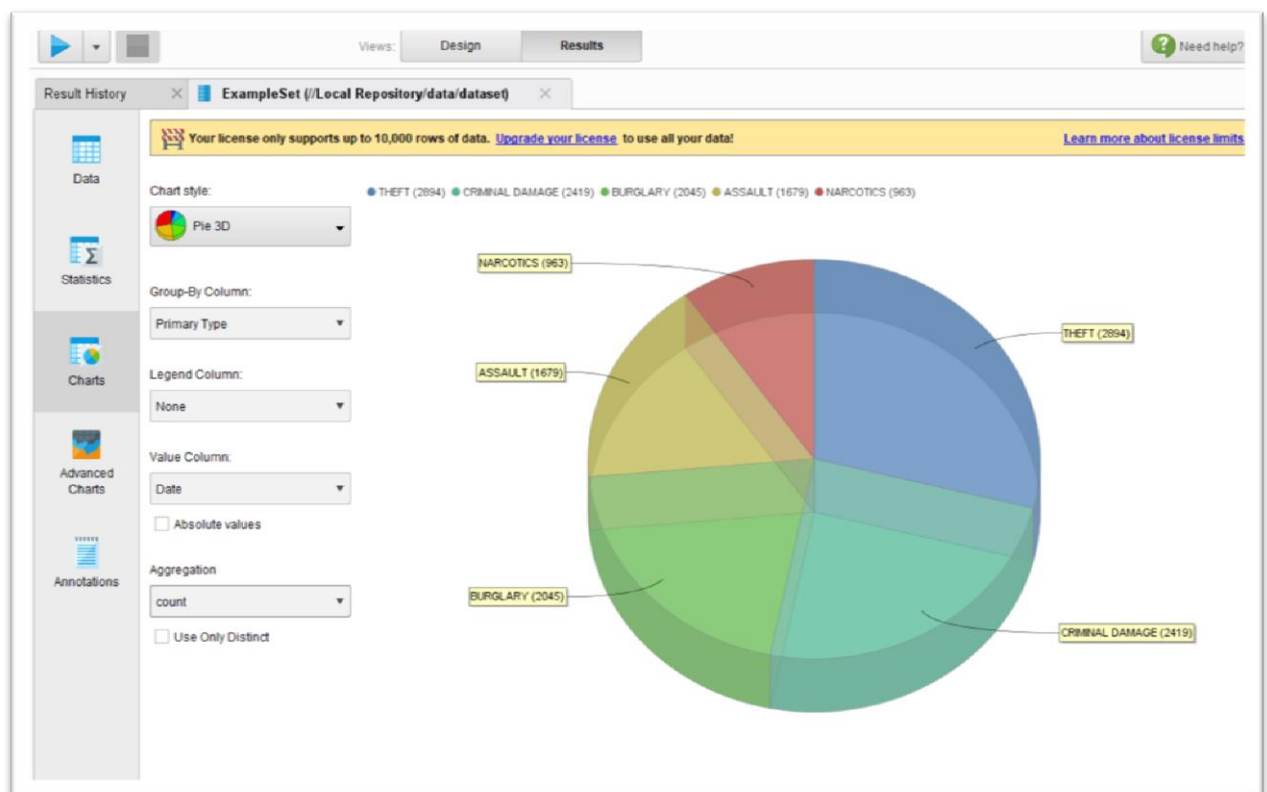 Views: Design Results Need help?
Result History ExampleSet (//Local Repository/data/dataset)
Your license only supports up to 10,000 rows of data. Upgrade your license to use all your data! Learn more about license limits
Data
Statistics
Charts
Advanced
Charts
Annotations
Chart style:
Pie 3D
Group-By Column:
Primary Type
Legend Column:
None
Value Column:
Date
Absolute values
Aggregation
count
Use Only Distinct
THEFT (2894) CRIMINAL DAMAGE (2419) BURGLARY (2045) ASSAULT (1679) NARCOTICS (963)
NARCOTICS (963)
THEFT (2894)
ASSAULT (1679)
BURGLARY (2045)
CRIMINAL DAMAGE (2419)